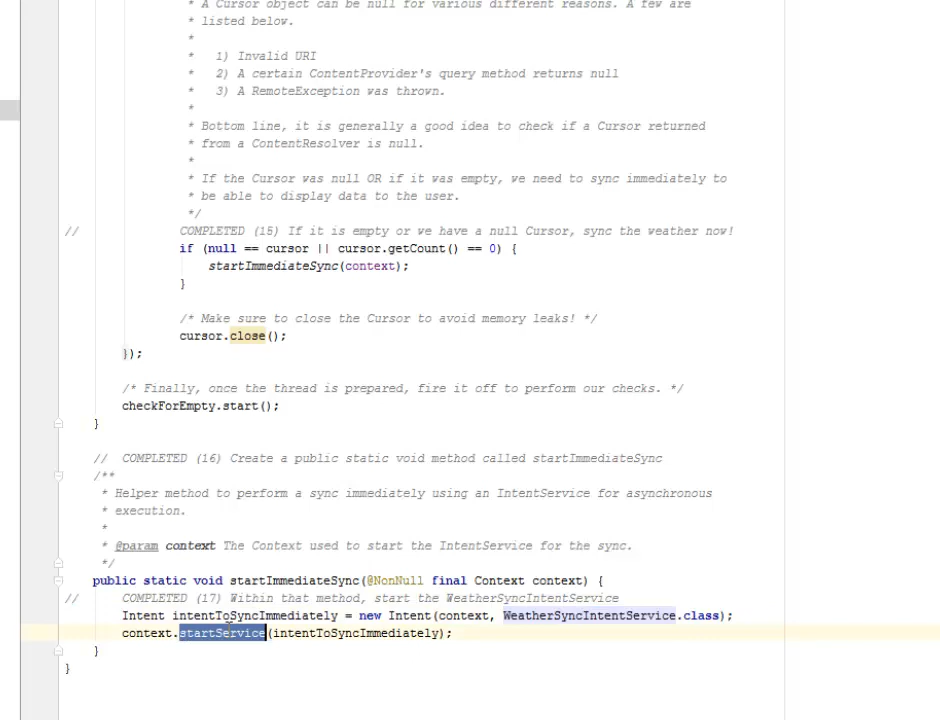 * A Cursor object can be null for various different reasons. A few are
* listed below.
*
* 1) Invalid URI
* 2) A certain ContentProvider's query method returns null
* 3) A RemoteException was thrown.
*
* Bottom line, it is generally a good idea to check if a Cursor returned
* from a ContentResolver is null.
*
* If the Cursor was null OR if it was empty, we need to sync immediately to
* be able to display data to the user.
*/
// COMPLETED (15) If it is empty or we have a null Cursor, sync the weather now!
if (null == cursor || cursor.getCount() == 0) {
startImmediateSync(context);
}
/* Make sure to close the Cursor to avoid memory leaks! */
cursor.close();
});
/* Finally, once the thread is prepared, fire it off to perform our checks. */
checkForEmpty.start();
}
// COMPLETED (16) Create a public static void method called startImmediateSync
/**
* Helper method to perform a sync immediately using an IntentService for asynchronous
* execution.
*
* @param context The Context used to start the IntentService for the sync.
*/
public static void startImmediateSync(@NonNull final Context context) {
// COMPLETED (17) Within that method, start the WeatherSyncIntentService
Intent intentToSyncImmediately = new Intent(context, WeatherSyncIntentService.class);
context.startService(intentToSyncImmediately);
}
}